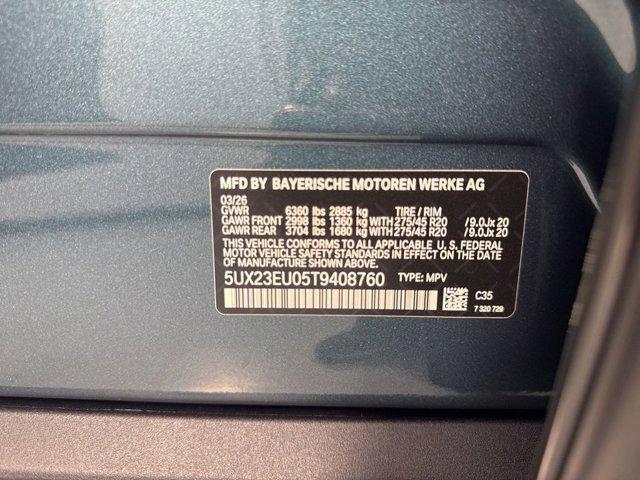 MFD BY BAYERISCHE MOTOREN WERKE AG
03/26
GVWR 6360 lbs 2885 kg TIRE / RIM
GAWR FRONT 2998 lbs 1360 kg WITH 275/45 R20 / 9.0Jx 20
GAWR REAR 3704 lbs 1680 kg WITH 275/45 R20 / 9.0Jx 20
THIS VEHICLE CONFORMS TO ALL APPLICABLE U. S. FEDERAL
MOTOR VEHICLE SAFETY STANDARDS IN EFFECT ON THE DATE
OF MANUFACTURE SHOWN ABOVE.
5UX23EU05T9408760 TYPE: MPV
C35
7 320 729